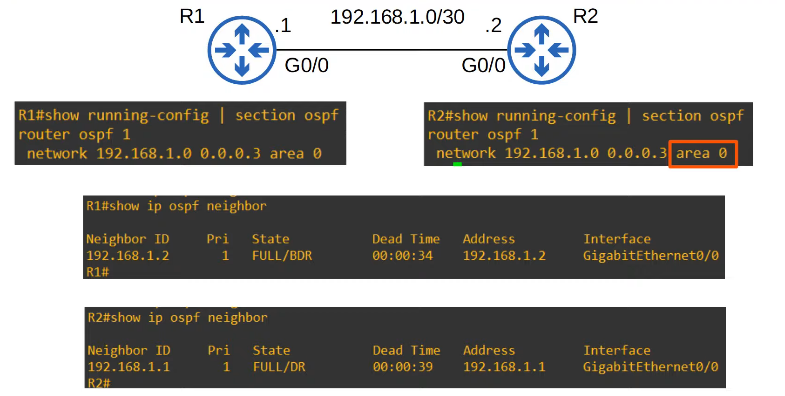 R1 192.168.1.0/30 R2
.1 .2
G0/0 G0/0
R1#show running-config | section ospf
router ospf 1
network 192.168.1.0 0.0.0.3 area 0
R2#show running-config | section ospf
router ospf 1
network 192.168.1.0 0.0.0.3 area 0
R1#show ip ospf neighbor
Neighbor ID Pri State Dead Time Address Interface
192.168.1.2 1 FULL/BDR 00:00:34 192.168.1.2 GigabitEthernet0/0
R1#
R2#show ip ospf neighbor
Neighbor ID Pri State Dead Time Address Interface
192.168.1.1 1 FULL/DR 00:00:39 192.168.1.1 GigabitEthernet0/0
R2#